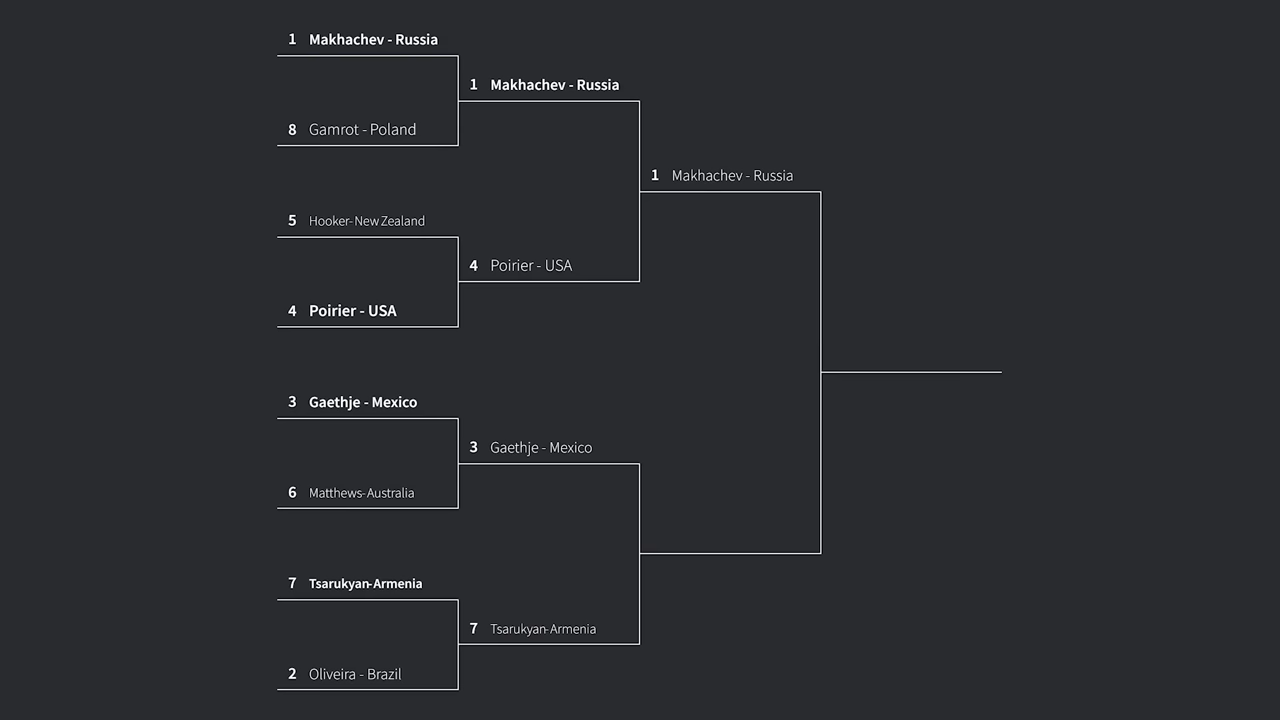 1 Makhachev - Russia
1 Makhachev - Russia
8 Gamrot - Poland
1 Makhachev - Russia
5 Hooker-New Zealand
4 Poirier - USA
4 Poirier - USA
3 Gaethje - Mexico
3 Gaethje - Mexico
6 Matthews-Australia
7 Tsarukyan-Armenia
7 Tsarukyan-Armenia
2 Oliveira - Brazil